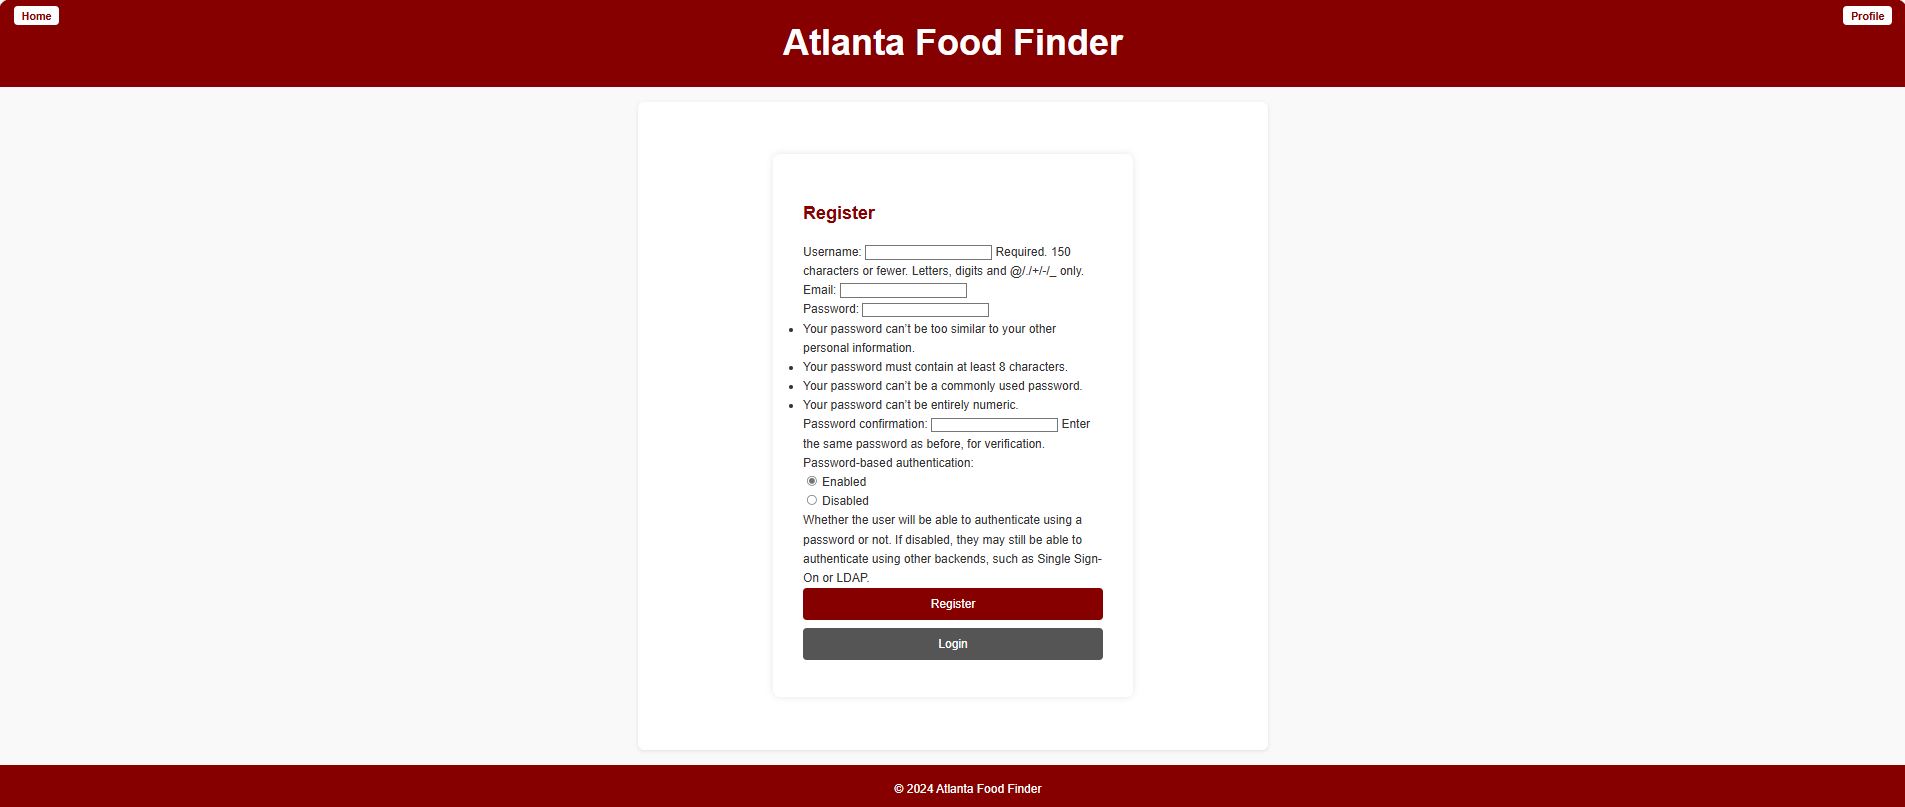 Home
Profile
Atlanta Food Finder
Register
Username: Required. 150
characters or fewer. Letters, digits and @/./+/-/_ only.
Email:
Password:
Your password can’t be too similar to your other
personal information.
Your password must contain at least 8 characters.
Your password can’t be a commonly used password.
Your password can’t be entirely numeric.
Password confirmation: Enter
the same password as before, for verification.
Password-based authentication:
Enabled
Disabled
Whether the user will be able to authenticate using a
password or not. If disabled, they may still be able to
authenticate using other backends, such as Single Sign-
On or LDAP.
Register
Login
© 2024 Atlanta Food Finder